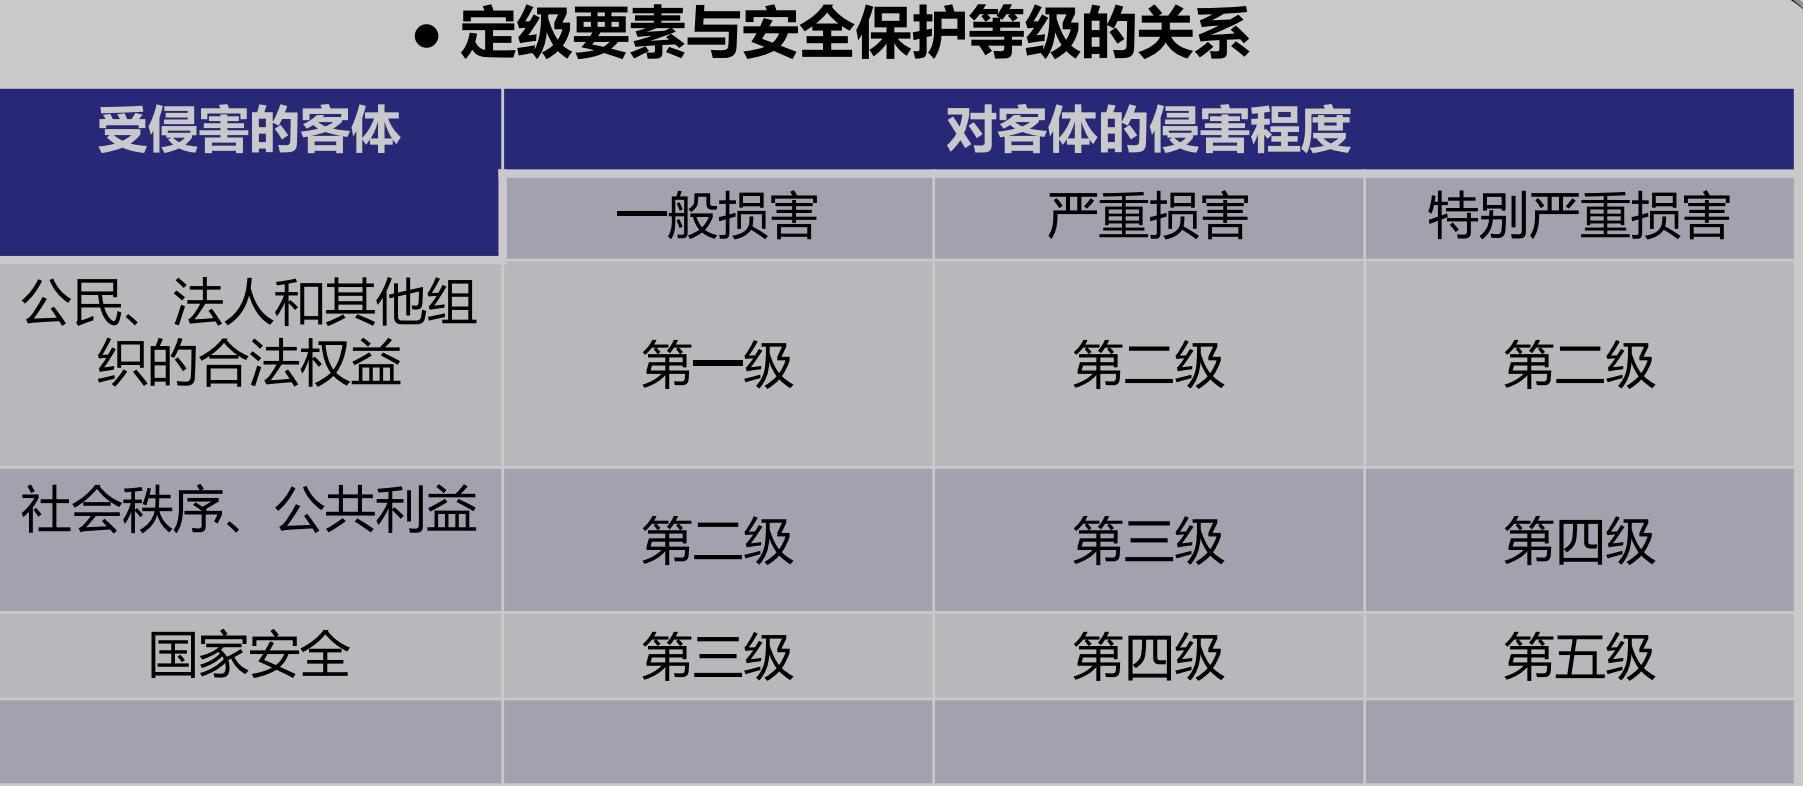 • 定级要素与安全保护等级的关系
受侵害的客体
对客体的侵害程度
一般损害
严重损害
特别严重损害
公民、法人和其他组
织的合法权益
第一级
第二级
第二级
社会秩序、公共利益
第二级
第三级
第四级
国家安全
第三级
第四级
第五级